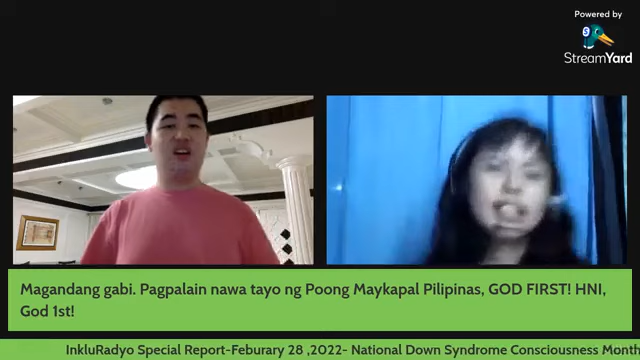 Powered by
StreamYard
Magandang gabi. Pagpalain nawa tayo ng Poong Maykapal Pilipinas, GOD FIRST! HNI,
God 1st!
InkluRadyo Special Report-Feburary 28 ,2022- National Down Syndrome Consciousness Month